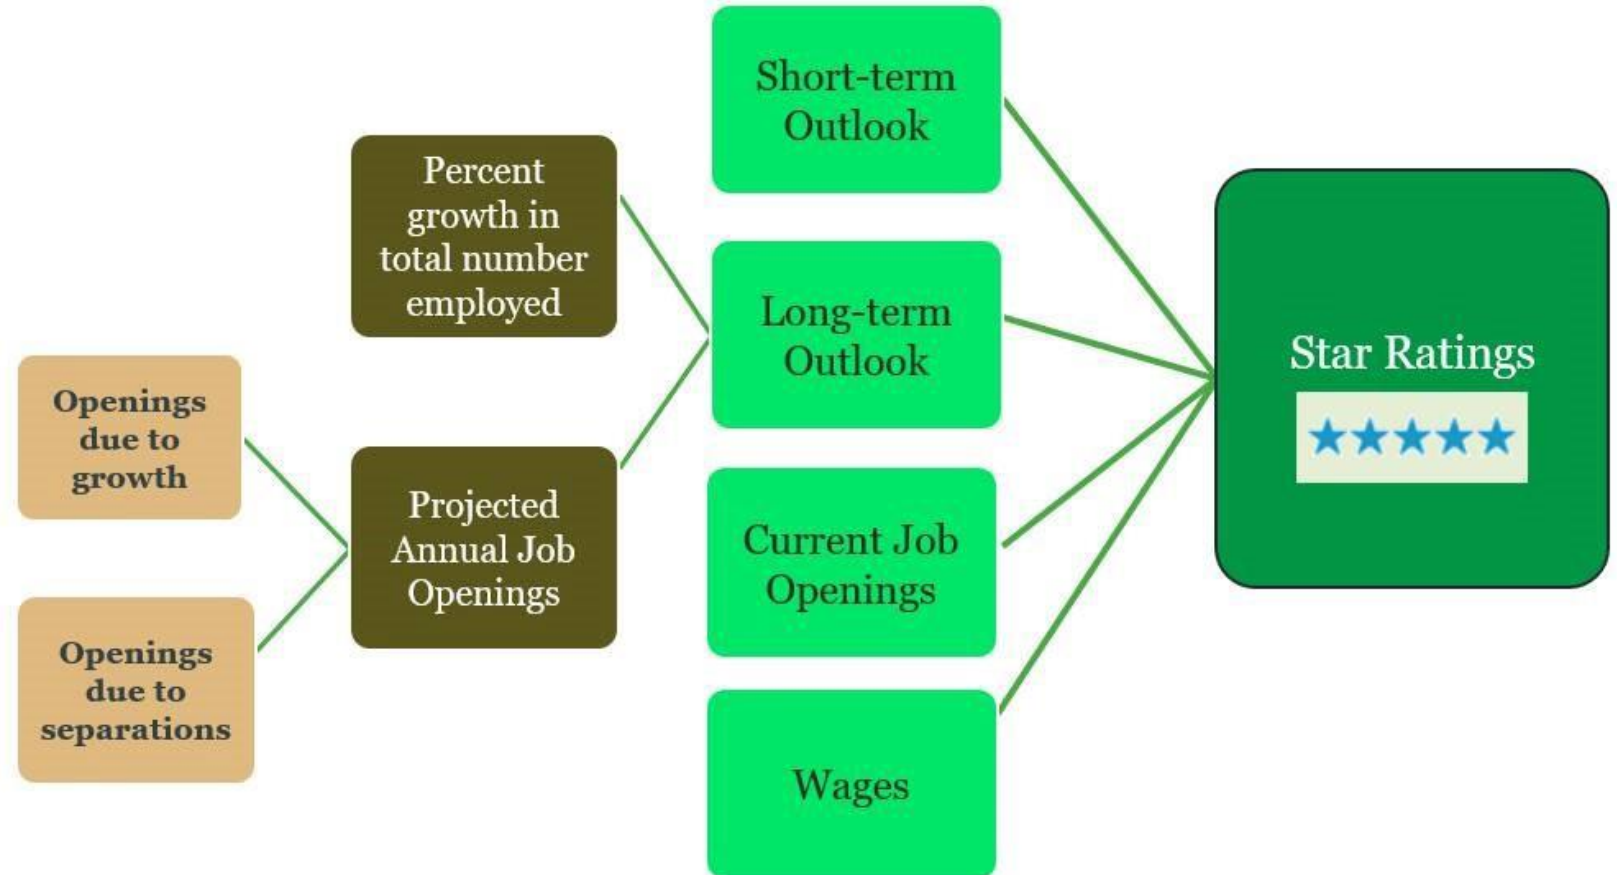 Openings
due to
growth
Openings
due to
separations
Percent
growth in
total number
employed
Projected
Annual Job
Openings
Short-term
Outlook
Long-term
Outlook
Current Job
Openings
Wages
Star Ratings